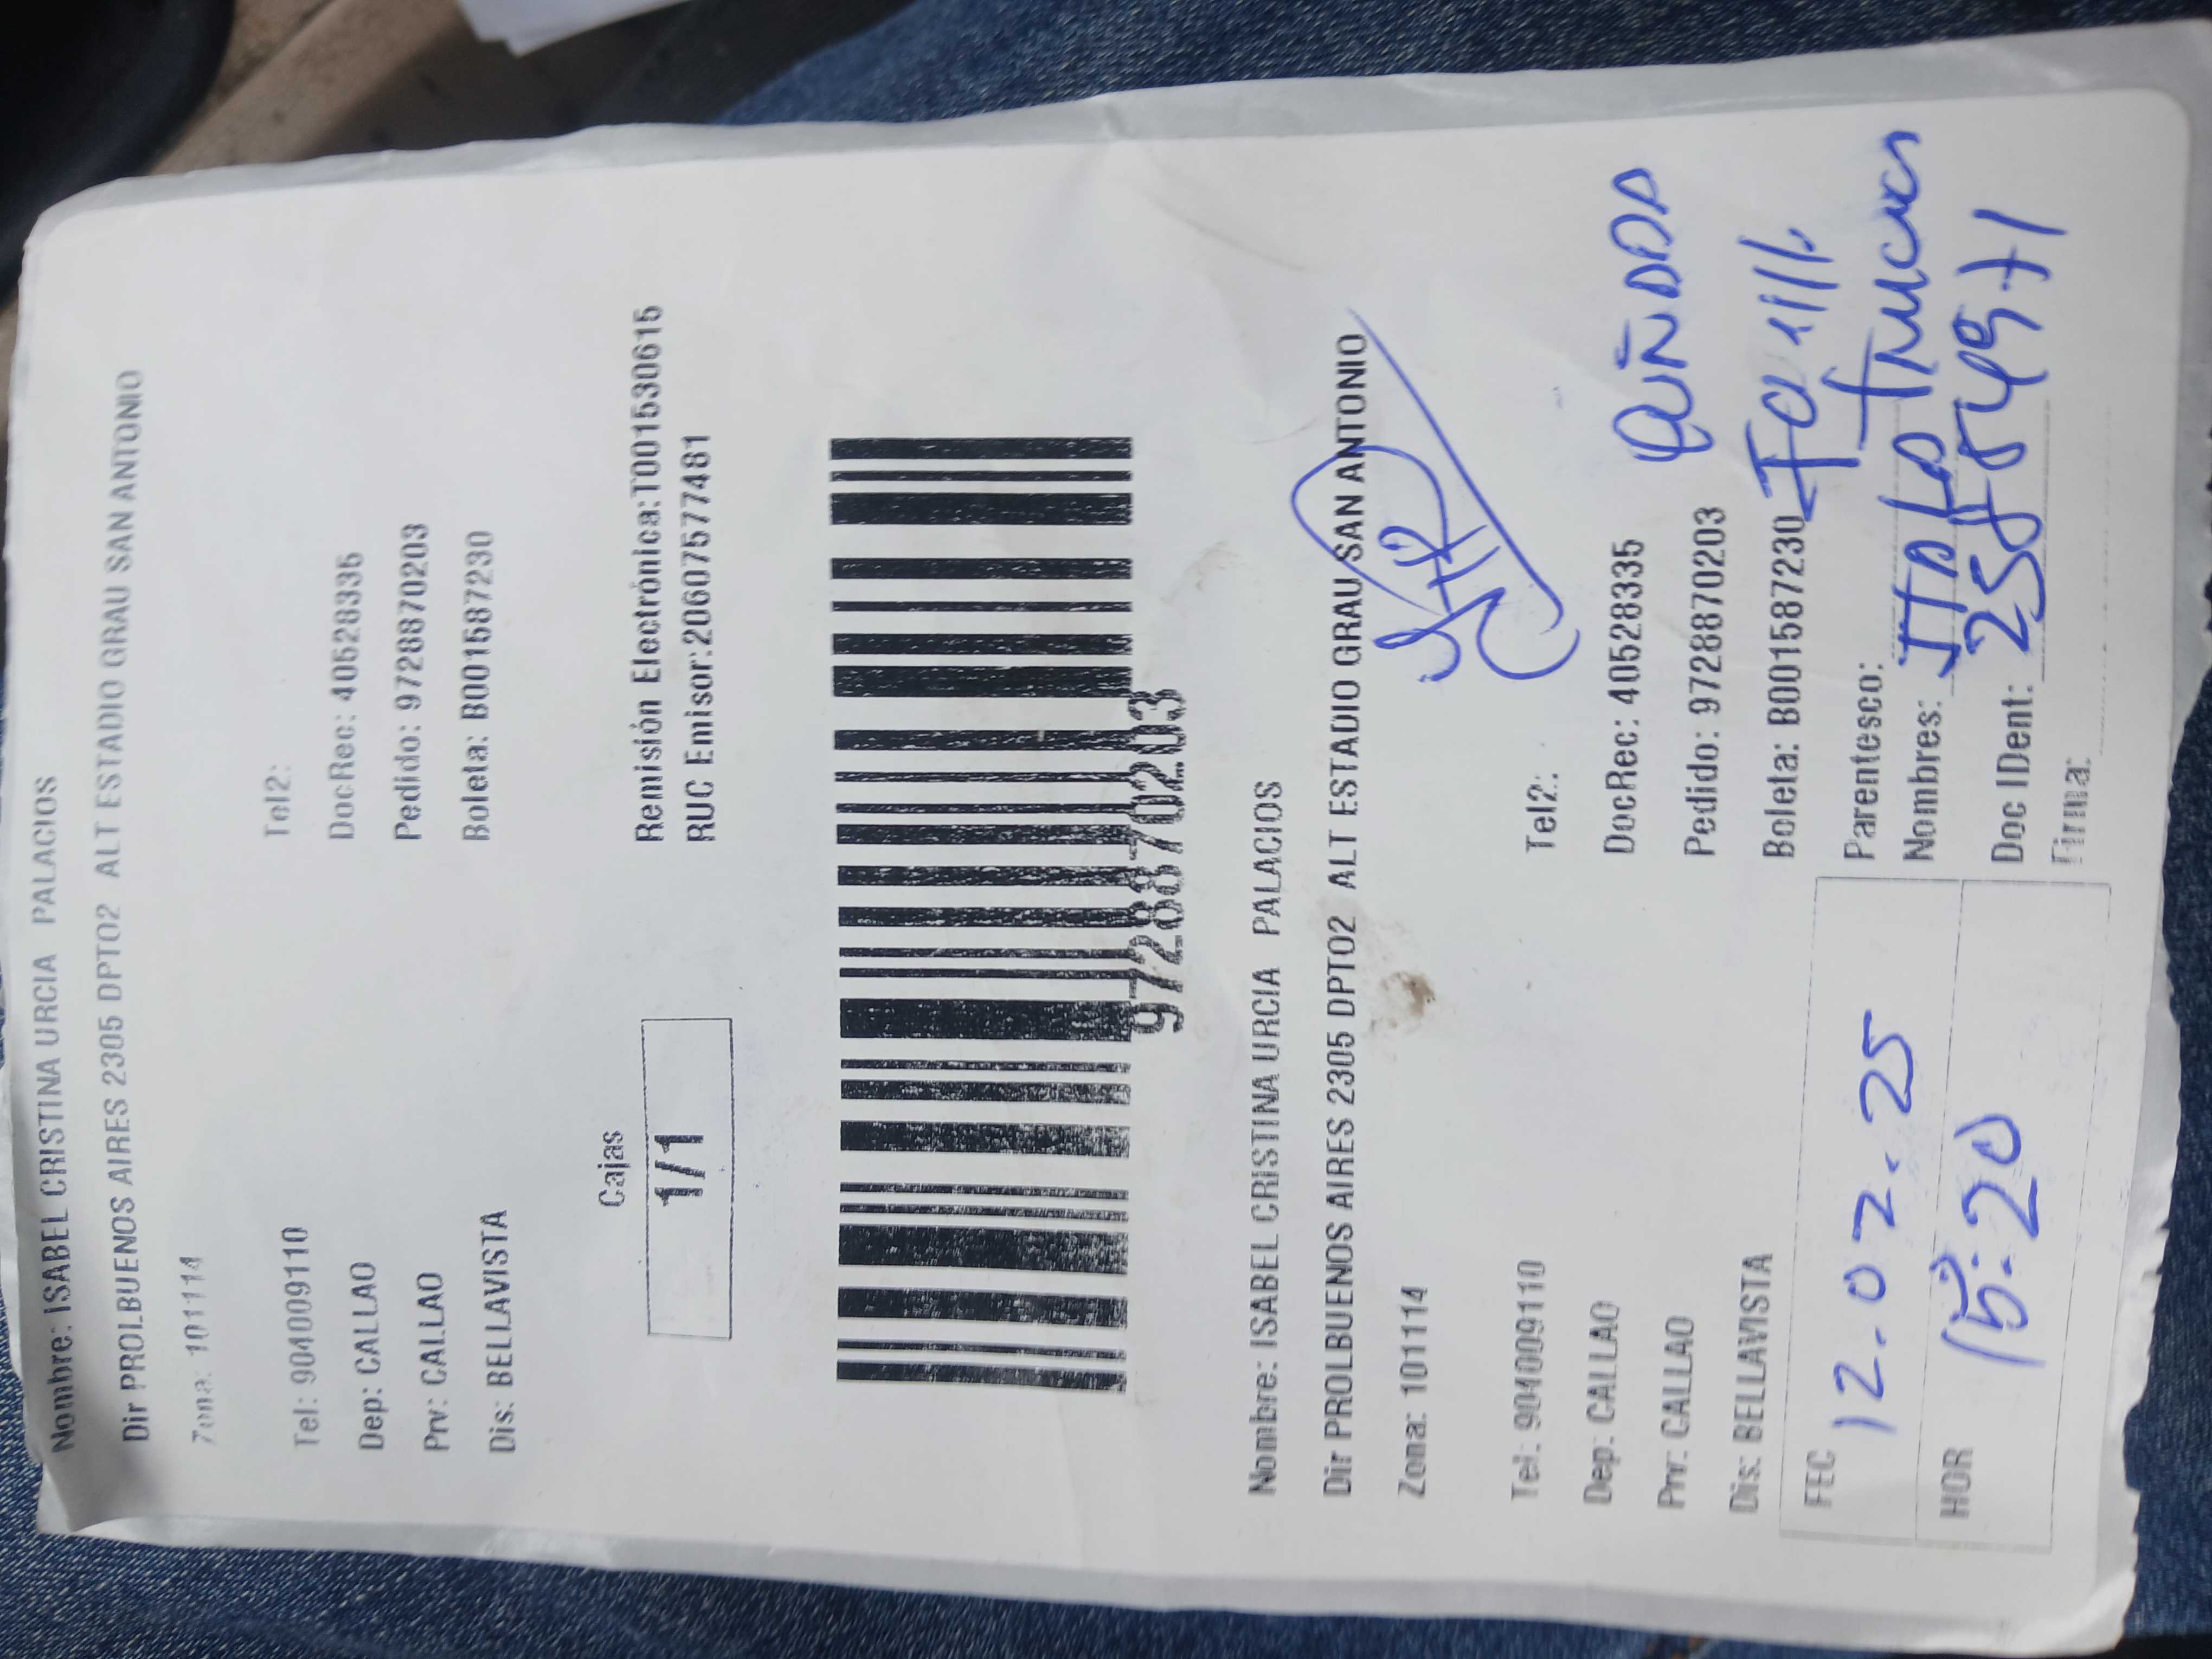 Nombre: ISABEL CRISTINA URCIA PALACIOS
Dir PROLBUENOS AIRES 2305 DPTO2 ALT ESTADIO GRAU SAN ANTONIO
Zona: 101114
Tel: 904009110 Tel2:
Dep: CALLAO DocRec: 40528335
Prv: CALLAO Pedido: 9728870203
Dis: BELLAVISTA Boleta: B001587230
Cajas
1/1
Remisión Electrónica:T001530615
RUC Emisor:20607577481
9728870203
Nombre: ISABEL CRISTINA URCIA PALACIOS
Dir PROLBUENOS AIRES 2305 DPTO2 ALT ESTADIO GRAU SAN ANTONIO
Zona: 101114
Tel: 904009110 Tel2:
Dep: CALLAO DocRec: 40528335
Prv: CALLAO Pedido: 9728870203
Dis: BELLAVISTA Boleta: B001587230
FEC 12.02.25 Parentesco:
Nombres: ITALO
HOR 15:20 Doc IDent:
Firma: